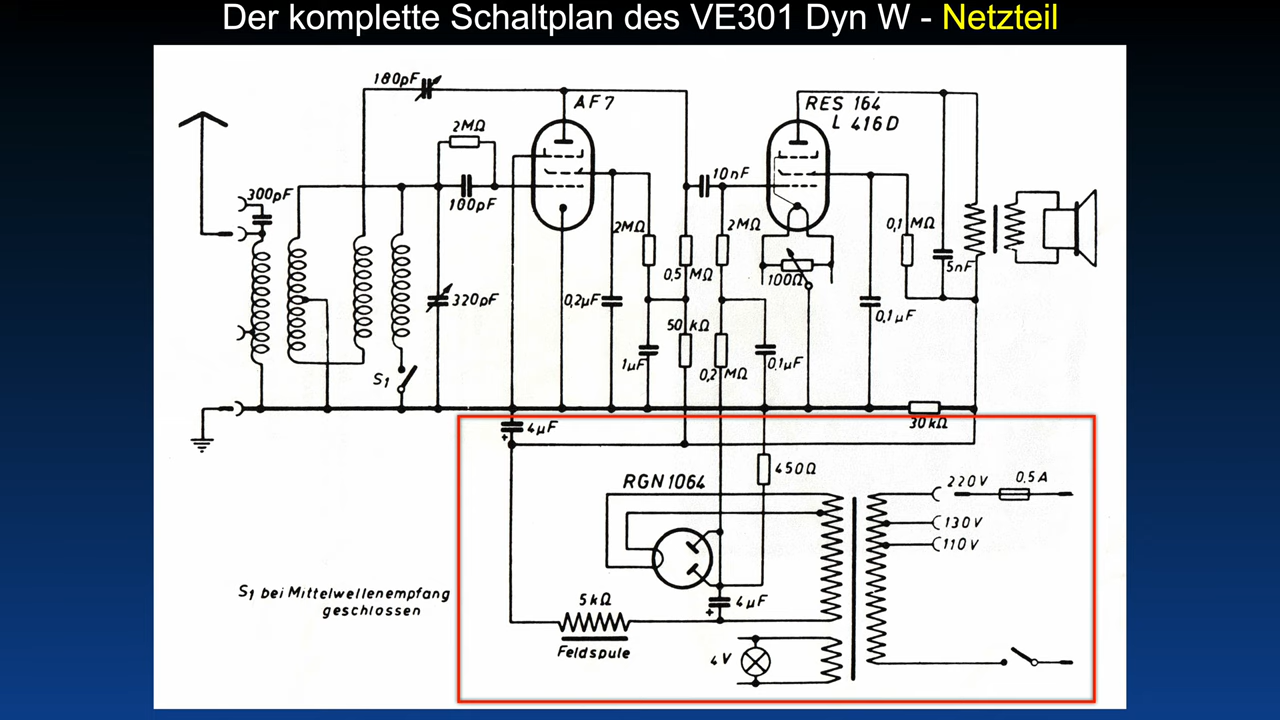 Der komplette Schaltplan des VE301 Dyn W - Netzteil
180pF
AF7
RES 164
L 416D
2MΩ
10nF
300pF
100pF
2MΩ
2MΩ
0,1 MΩ
0,5 MΩ
100Ω
5nF
320pF
0,2µF
0,1µF
50 kΩ
1µF
0,2 MΩ
0,1µF
S1
30kΩ
4µF
+
450Ω
RGN1064
220V
0.5A
130V
110V
S1 bei Mittelwellenempfang
geschlossen
5kΩ
4µF
+
Feldspule
4V